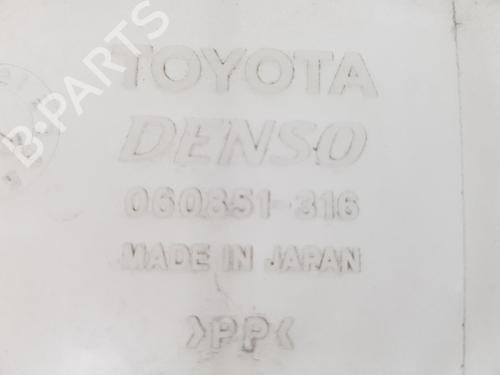 TOYOTA
DENSO
060851-316
MADE IN JAPAN
>PP<
B-Parts